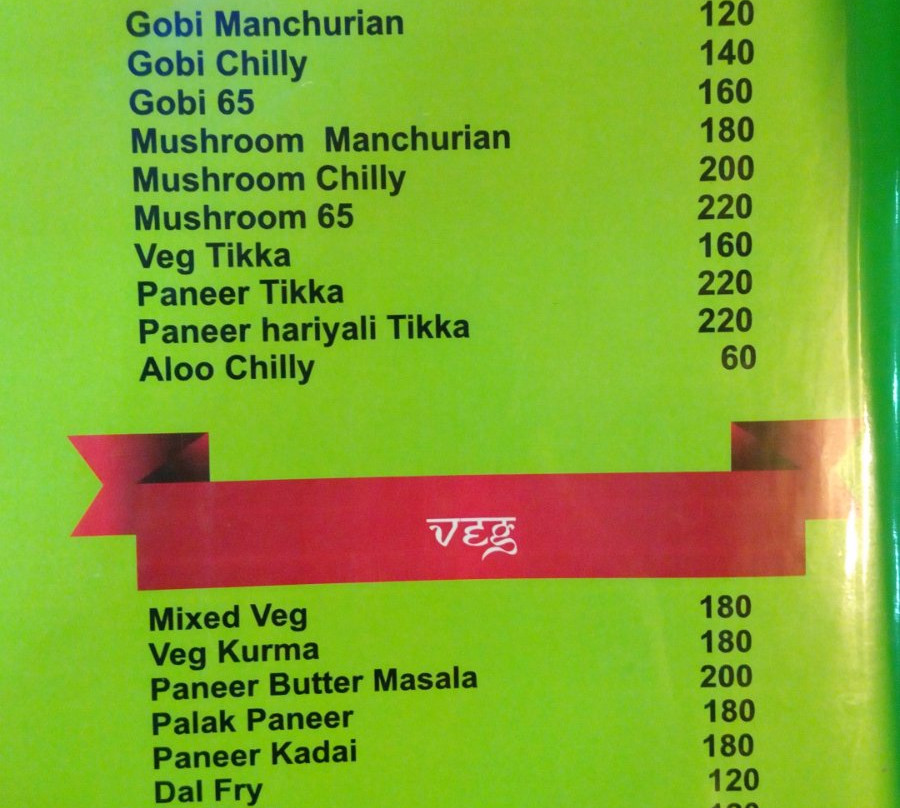 Gobi Manchurian 120
Gobi Chilly 140
Gobi 65 160
Mushroom Manchurian 180
Mushroom Chilly 200
Mushroom 65 220
Veg Tikka 160
Paneer Tikka 220
Paneer hariyali Tikka 220
Aloo Chilly 60
veg
Mixed Veg 180
Veg Kurma 180
Paneer Butter Masala 200
Palak Paneer 180
Paneer Kadai 180
Dal Fry 120